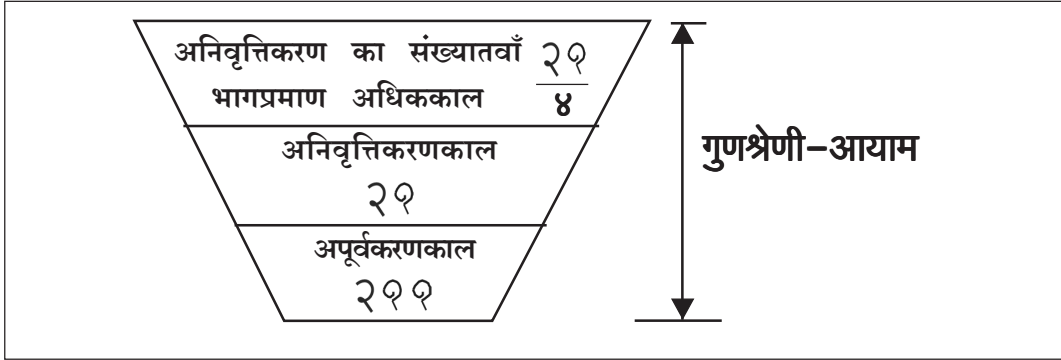 अनिवृत्तिकरण का संख्यातवाँ २१/४
भागप्रमाण अधिककाल
अनिवृत्तिकरणकाल
२१
अपूर्वकरणकाल
२११
गुणश्रेणी-आयाम